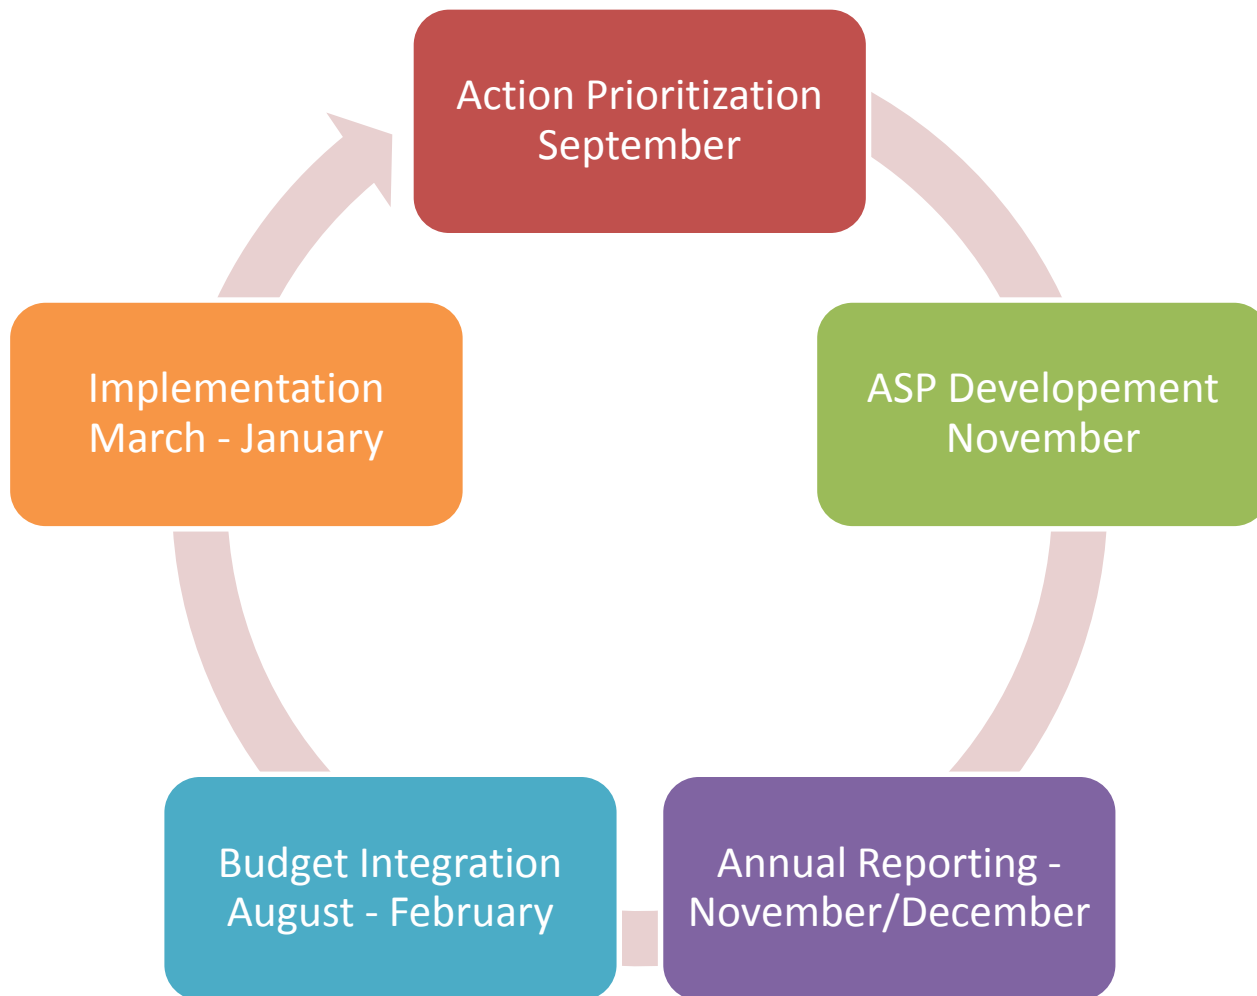 Action Prioritization
September
ASP Developement
November
Annual Reporting -
November/December
Budget Integration
August - February
Implementation
March - January